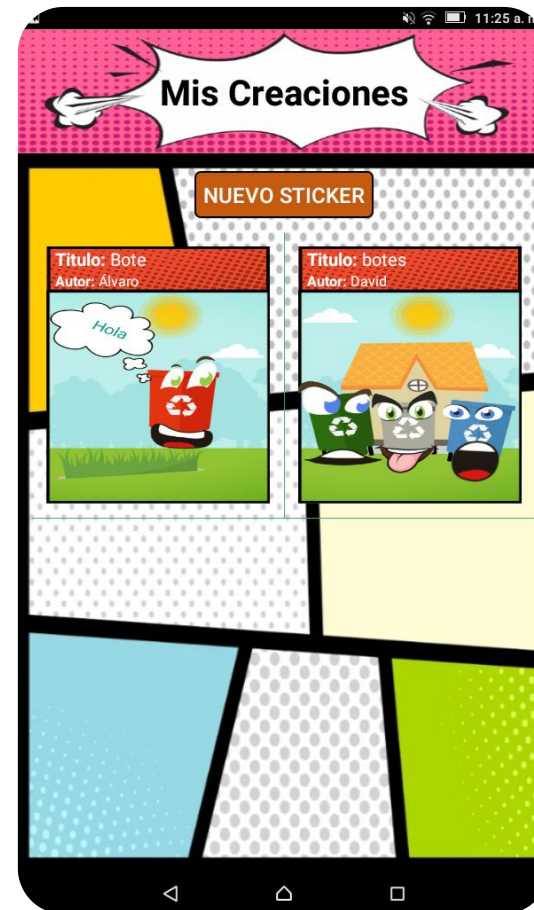 11:25 a.
Mis Creaciones
NUEVO STICKER
Titulo: Bote
Autor: Álvaro
Hola
Titulo: botes
Autor: David